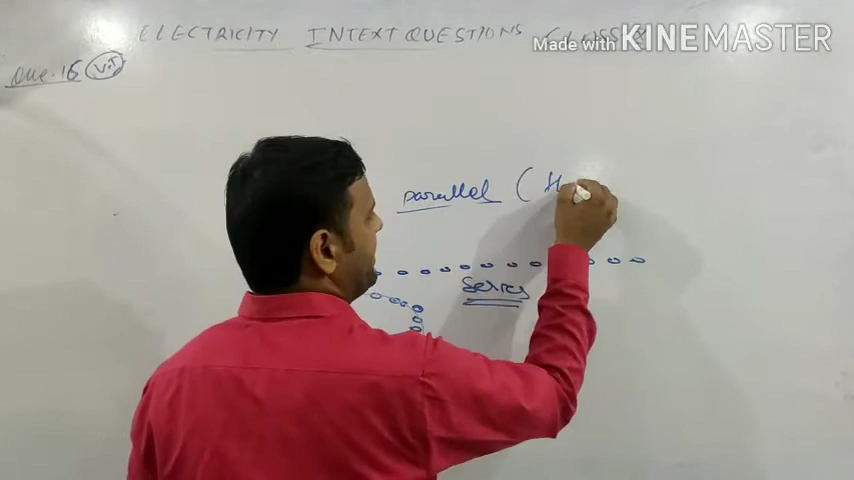 ELECTRICITY INTEXT QUESTIONS
Made with KINEMASTER
Que. 16 V.I
parallel ( H
Series